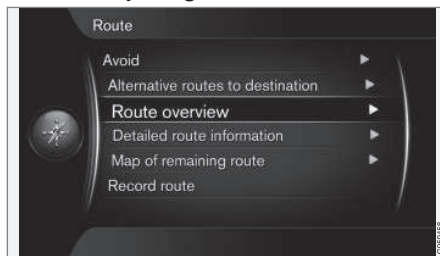 Route
Avoid
Alternative routes to destination
Route overview
Detailed route information
Map of remaining route
Record route